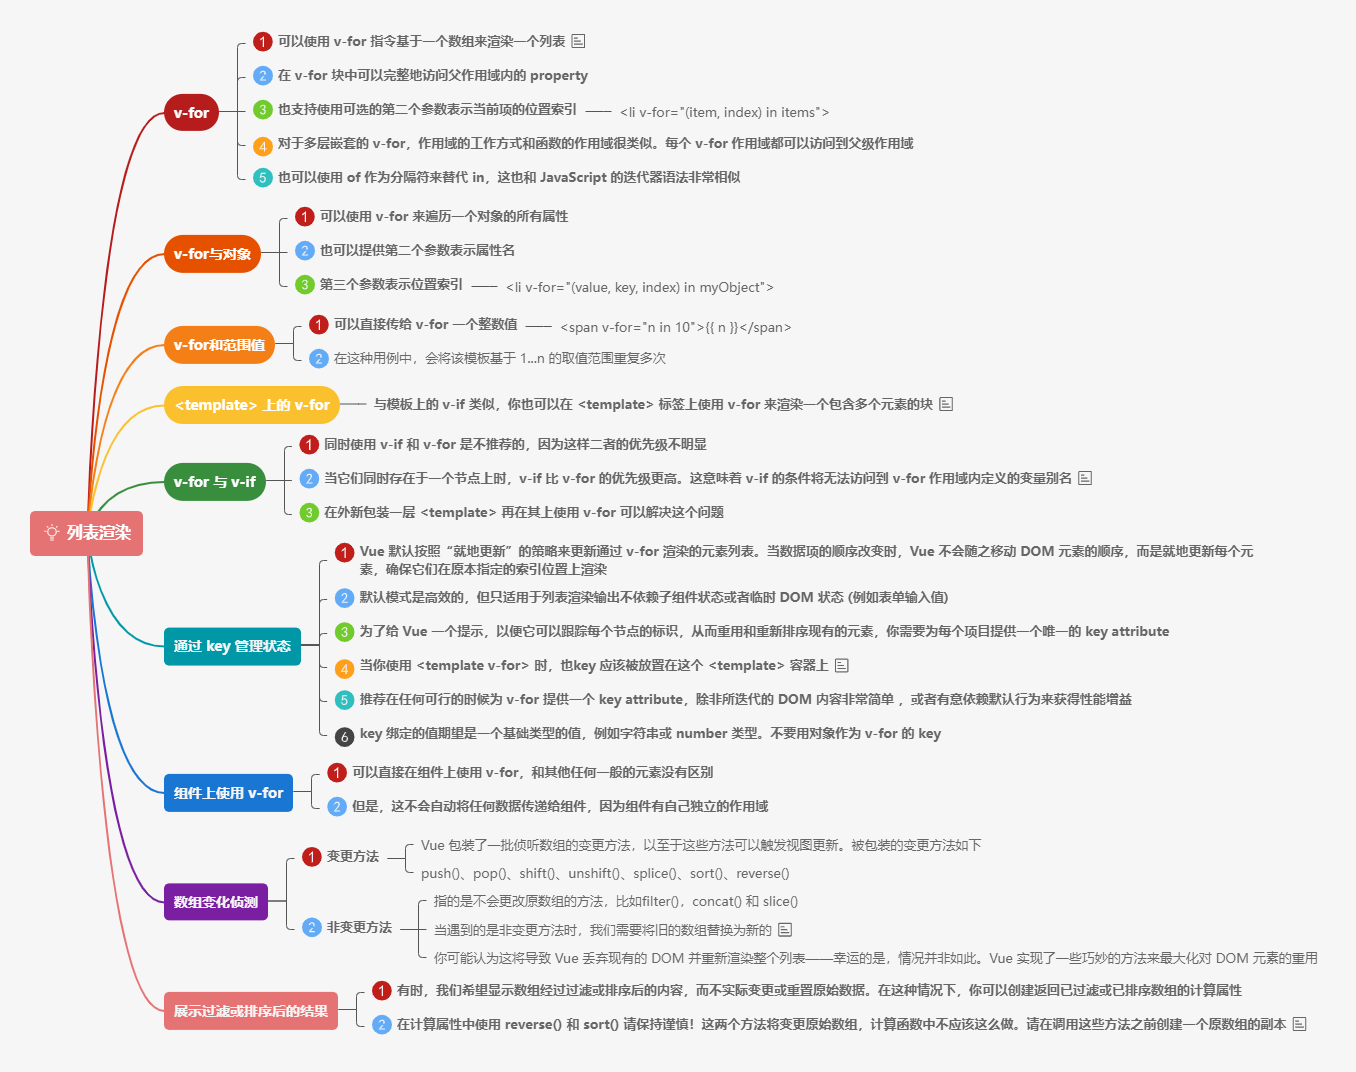 列表渲染
v-for
1 可以使用 v-for 指令基于一个数组来渲染一个列表
2 在 v-for 块中可以完整地访问父作用域内的 property
3 也支持使用可选的第二个参数表示当前项的位置索引 <li v-for="(item, index) in items">
4 对于多层嵌套的 v-for，作用域的工作方式和函数的作用域很类似。每个 v-for 作用域都可以访问到父级作用域
5 也可以使用 of 作为分隔符来替代 in，这也和 JavaScript 的迭代器语法非常相似
v-for与对象
1 可以使用 v-for 来遍历一个对象的所有属性
2 也可以提供第二个参数表示属性名
3 第三个参数表示位置索引 <li v-for="(value, key, index) in myObject">
v-for和范围值
1 可以直接传给 v-for 一个整数值 <span v-for="n in 10">{{ n }}</span>
2 在这种用例中，会将该模板基于 1...n 的取值范围重复多次
<template> 上的 v-for
与模板上的 v-if 类似，你也可以在 <template> 标签上使用 v-for 来渲染一个包含多个元素的块
v-for 与 v-if
1 同时使用 v-if 和 v-for 是不推荐的，因为这样二者的优先级不明显
2 当它们同时存在于一个节点上时，v-if 比 v-for 的优先级更高。这意味着 v-if 的条件将无法访问到 v-for 作用域内定义的变量别名
3 在外新包装一层 <template> 再在其上使用 v-for 可以解决这个问题
通过 key 管理状态
1 Vue 默认按照“就地更新”的策略来更新通过 v-for 渲染的元素列表。当数据项的顺序改变时，Vue 不会随之移动 DOM 元素的顺序，而是就地更新每个元
素，确保它们在原本指定的索引位置上渲染
2 默认模式是高效的，但只适用于列表渲染输出不依赖子组件状态或者临时 DOM 状态 (例如表单输入值)
3 为了给 Vue 一个提示，以便它可以跟踪每个节点的标识，从而重用和重新排序现有的元素，你需要为每个项目提供一个唯一的 key attribute
4 当你使用 <template v-for> 时，也key 应该被放置在这个 <template> 容器上
5 推荐在任何可行的时候为 v-for 提供一个 key attribute，除非所迭代的 DOM 内容非常简单 ，或者有意依赖默认行为来获得性能增益
6 key 绑定的值期望是一个基础类型的值，例如字符串或 number 类型。不要用对象作为 v-for 的 key
组件上使用 v-for
1 可以直接在组件上使用 v-for，和其他任何一般的元素没有区别
2 但是，这不会自动将任何数据传递给组件，因为组件有自己独立的作用域
数组变化侦测
1 变更方法
Vue 包装了一批侦听数组的变更方法，以至于这些方法可以触发视图更新。被包装的变更方法如下
push()、pop()、shift()、unshift()、splice()、sort()、reverse()
2 非变更方法
指的是不会更改原数组的方法，比如filter()，concat() 和 slice()
当遇到的是非变更方法时，我们需要将旧的数组替换为新的
你可能认为这将导致 Vue 丢弃现有的 DOM 并重新渲染整个列表——幸运的是，情况并非如此。Vue 实现了一些巧妙的方法来最大化对 DOM 元素的重用
展示过滤或排序后的结果
1 有时，我们希望显示数组经过过滤或排序后的内容，而不实际变更或重置原始数据。在这种情况下，你可以创建返回已过滤或已排序数组的计算属性
2 在计算属性中使用 reverse() 和 sort() 请保持谨慎！这两个方法将变更原始数组，计算函数中不应该这么做。请在调用这些方法之前创建一个原数组的副本